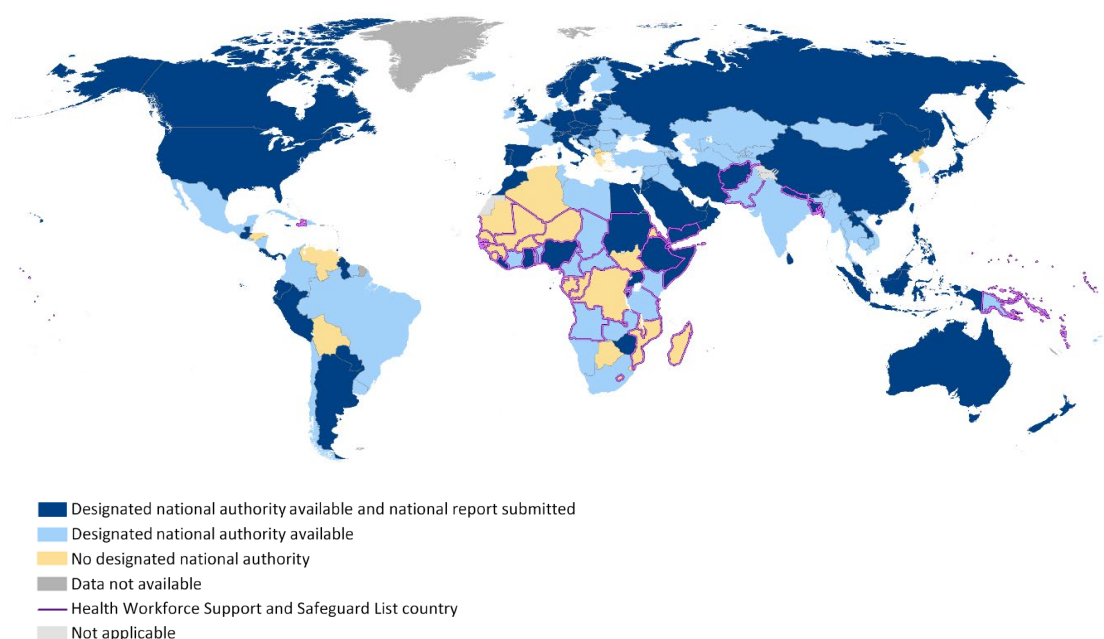 Designated national authority available and national report submitted
Designated national authority available
No designated national authority
Data not available
Health Workforce Support and Safeguard List country
Not applicable